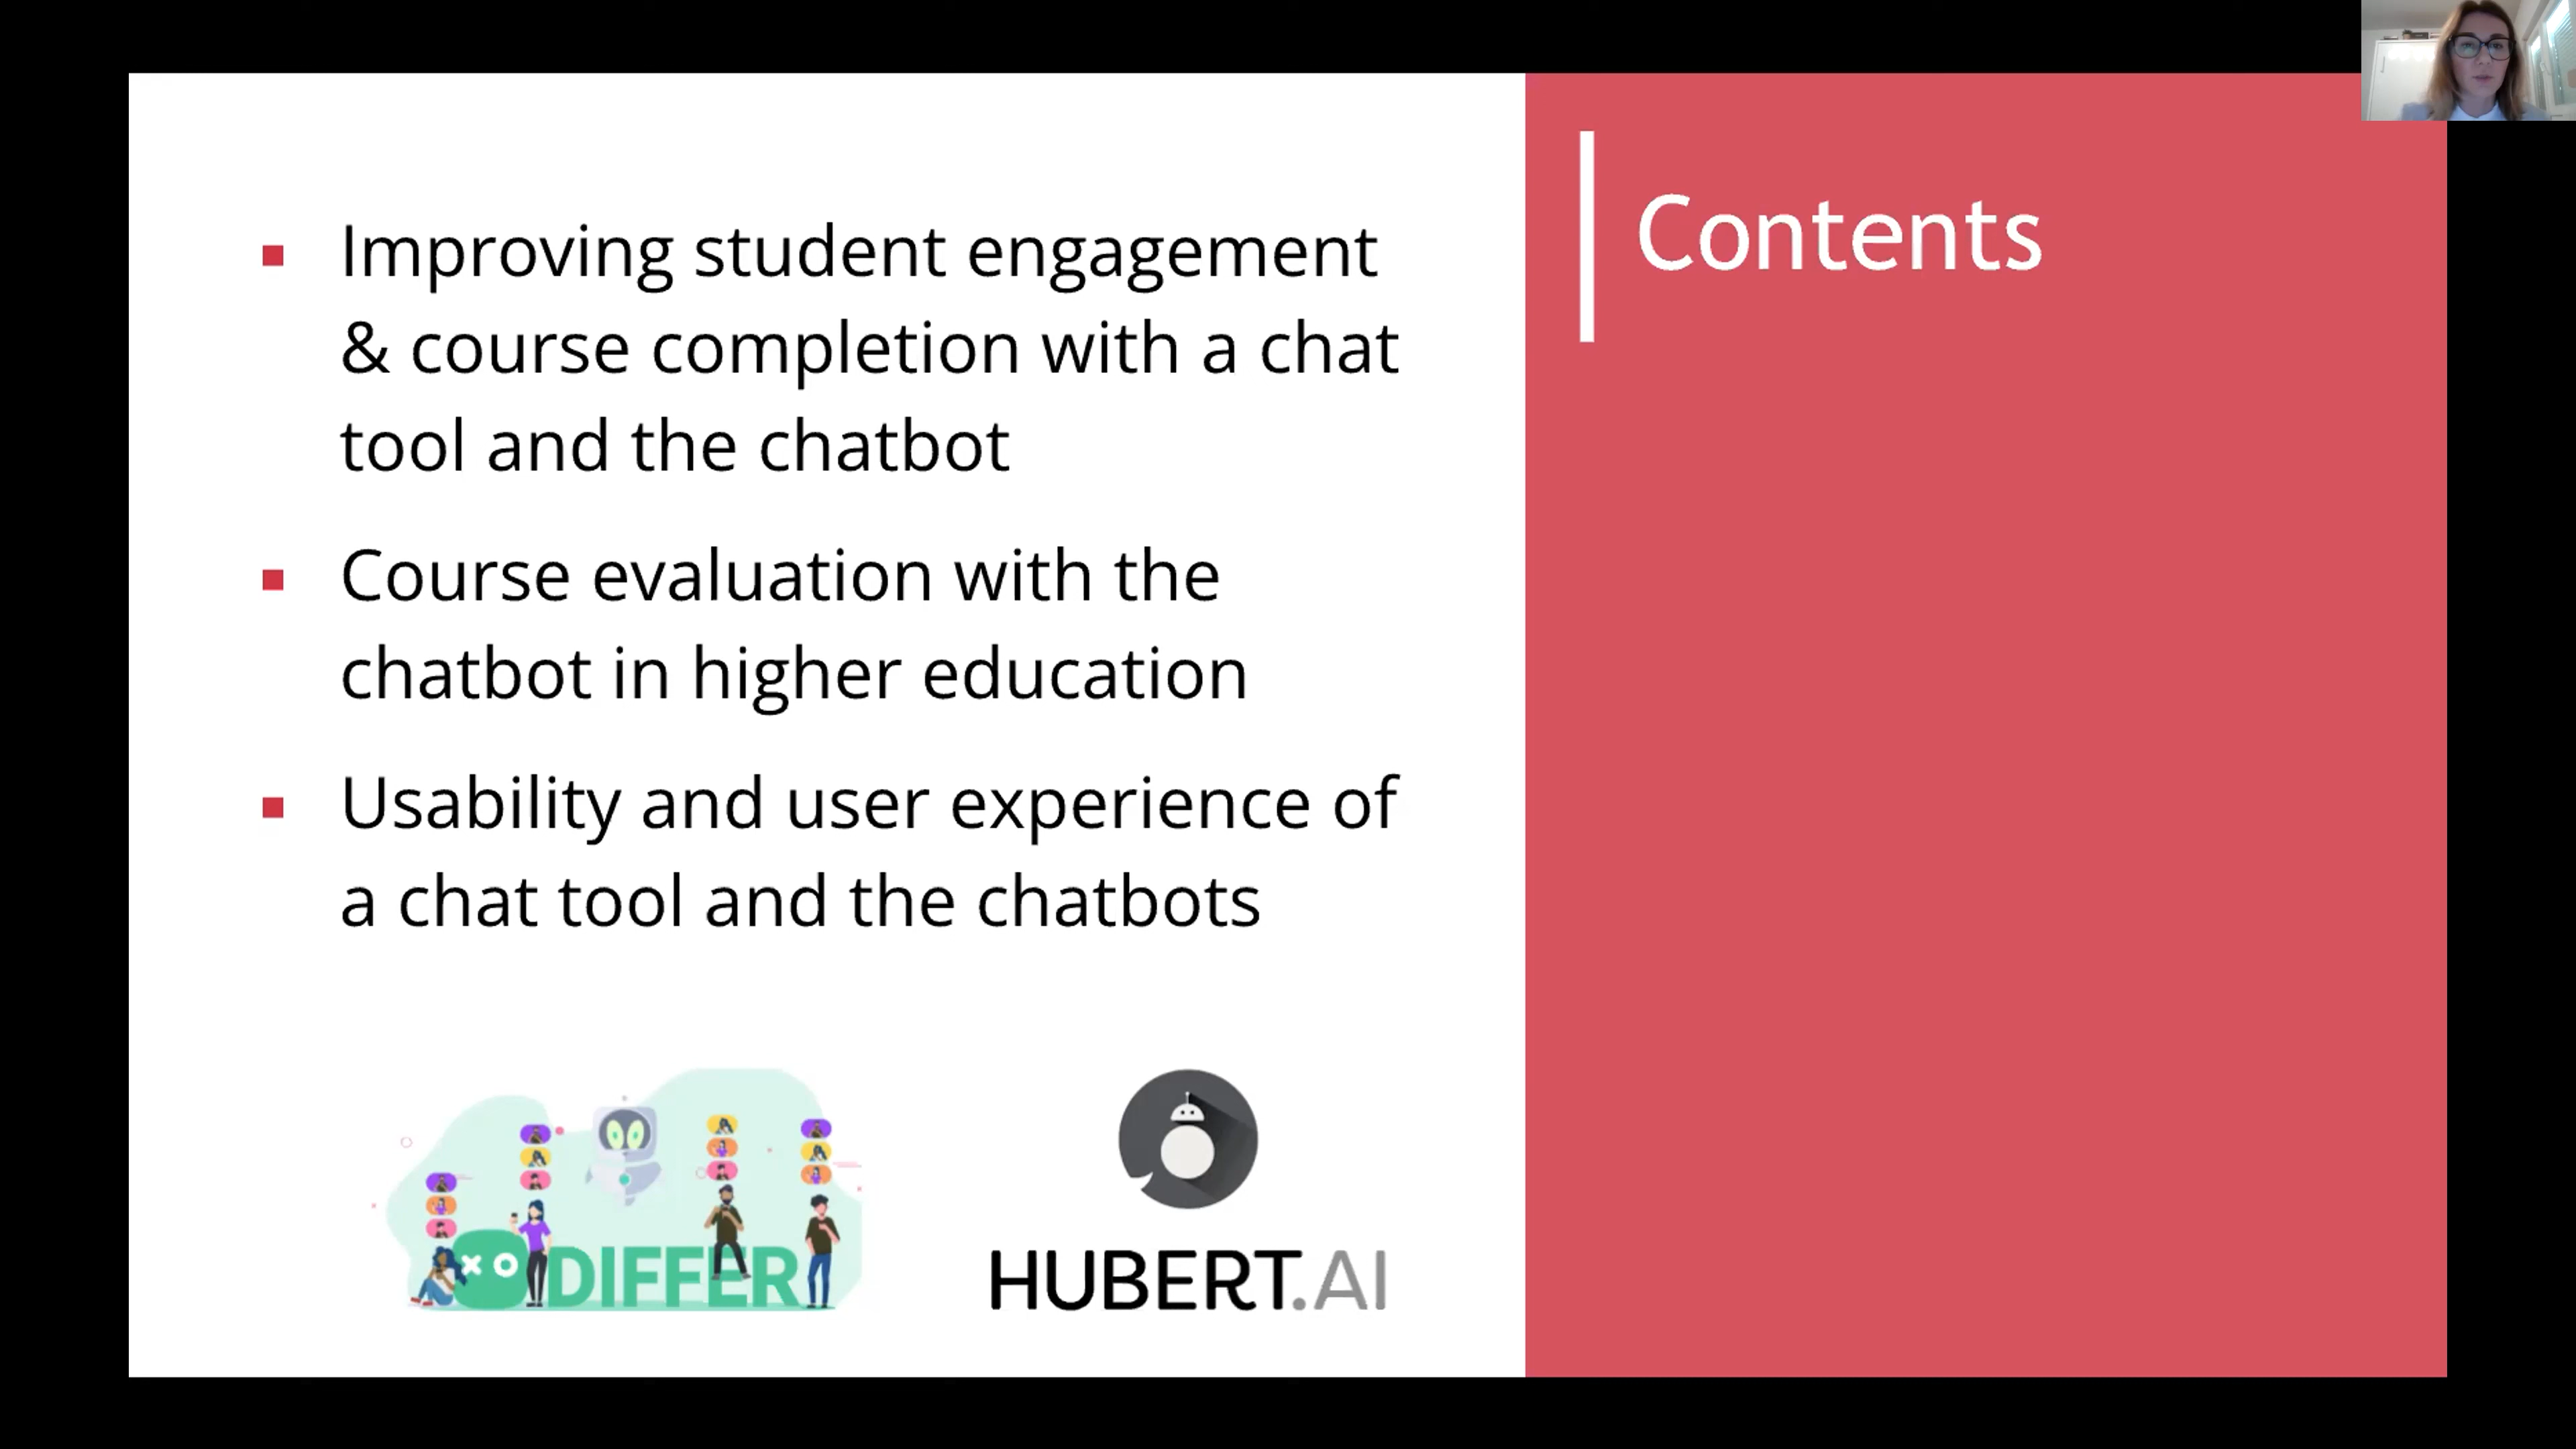 Contents
Improving student engagement
& course completion with a chat
tool and the chatbot
Course evaluation with the
chatbot in higher education
Usability and user experience of
a chat tool and the chatbots
xo DIFFER
HUBERT.AI